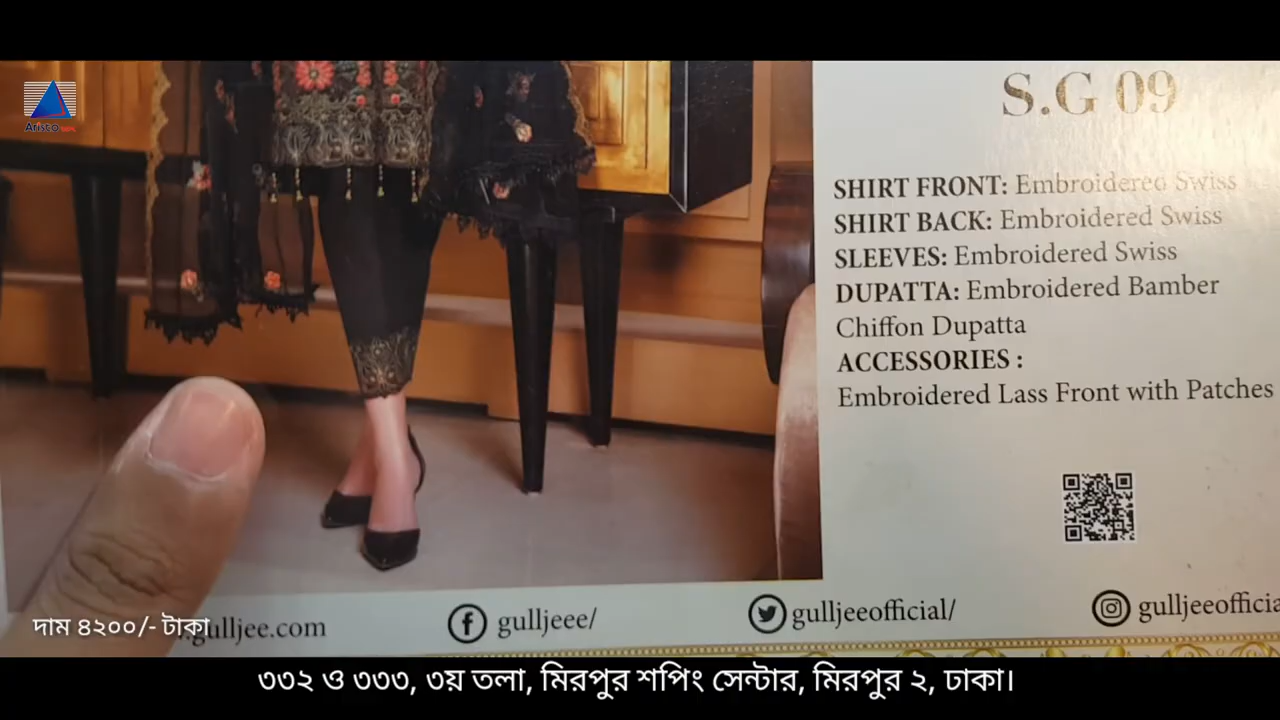 Aristo
S.G 09
SHIRT FRONT: Embroidered Swiss
SHIRT BACK: Embroidered Swiss
SLEEVES: Embroidered Swiss
DUPATTA: Embroidered Bamber
Chiffon Dupatta
ACCESSORIES :
Embroidered Lass Front with Patches
দাম ৪২০০/- টাকা
gulljee.com
gulljeee/
gulljeeofficial/
gulljeeofficia
৩৩২ ও ৩৩৩, ৩য় তলা, মিরপুর শপিং সেন্টার, মিরপুর ২, ঢাকা।